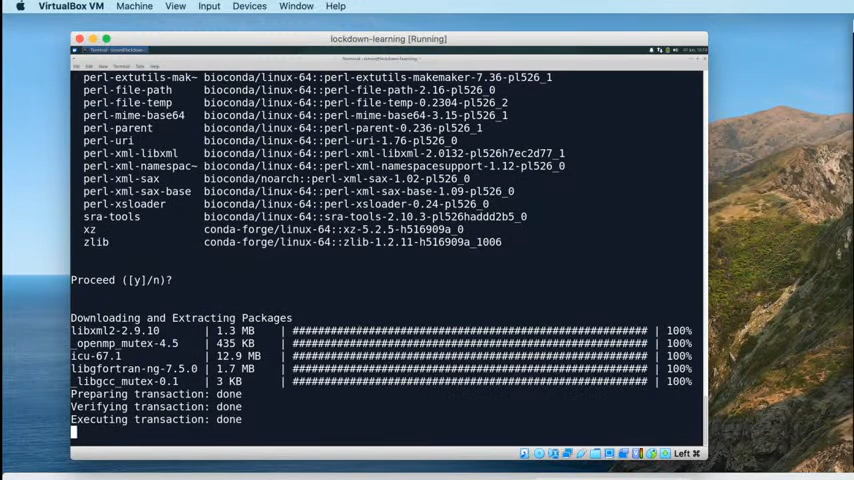 VirtualBox VM Machine View Input Devices Window Help
lockdown-learning [Running]
perl-extutils-mak~ bioconda/linux-64::perl-extutils-makemaker-7.36-pl526_1
perl-file-path bioconda/linux-64::perl-file-path-2.16-pl526_0
perl-file-temp bioconda/linux-64::perl-file-temp-0.2304-pl526_2
perl-mime-base64 bioconda/linux-64::perl-mime-base64-3.15-pl526_1
perl-parent bioconda/linux-64::perl-parent-0.236-pl526_1
perl-uri bioconda/linux-64::perl-uri-1.76-pl526_0
perl-xml-libxml bioconda/linux-64::perl-xml-libxml-2.0132-pl526h7ec2d77_1
perl-xml-namespac~ bioconda/linux-64::perl-xml-namespacesupport-1.12-pl526_0
perl-xml-sax bioconda/noarch::perl-xml-sax-1.02-pl526_0
perl-xml-sax-base bioconda/linux-64::perl-xml-sax-base-1.09-pl526_0
perl-xsloader bioconda/linux-64::perl-xsloader-0.24-pl526_0
sra-tools bioconda/linux-64::sra-tools-2.10.3-pl526haddd2b5_0
xz conda-forge/linux-64::xz-5.2.5-h516909a_0
zlib conda-forge/linux-64::zlib-1.2.11-h516909a_1006
Proceed ([y]/n)?
Downloading and Extracting Packages
libxml2-2.9.10 | 1.3 MB | ######################################################## | 100%
_openmp_mutex-4.5 | 435 KB | ######################################################## | 100%
icu-67.1 | 12.9 MB | ######################################################## | 100%
libgfortran-ng-7.5.0 | 1.7 MB | ######################################################## | 100%
_libgcc_mutex-0.1 | 3 KB | ######################################################## | 100%
Preparing transaction: done
Verifying transaction: done
Executing transaction: done
Left ⌘